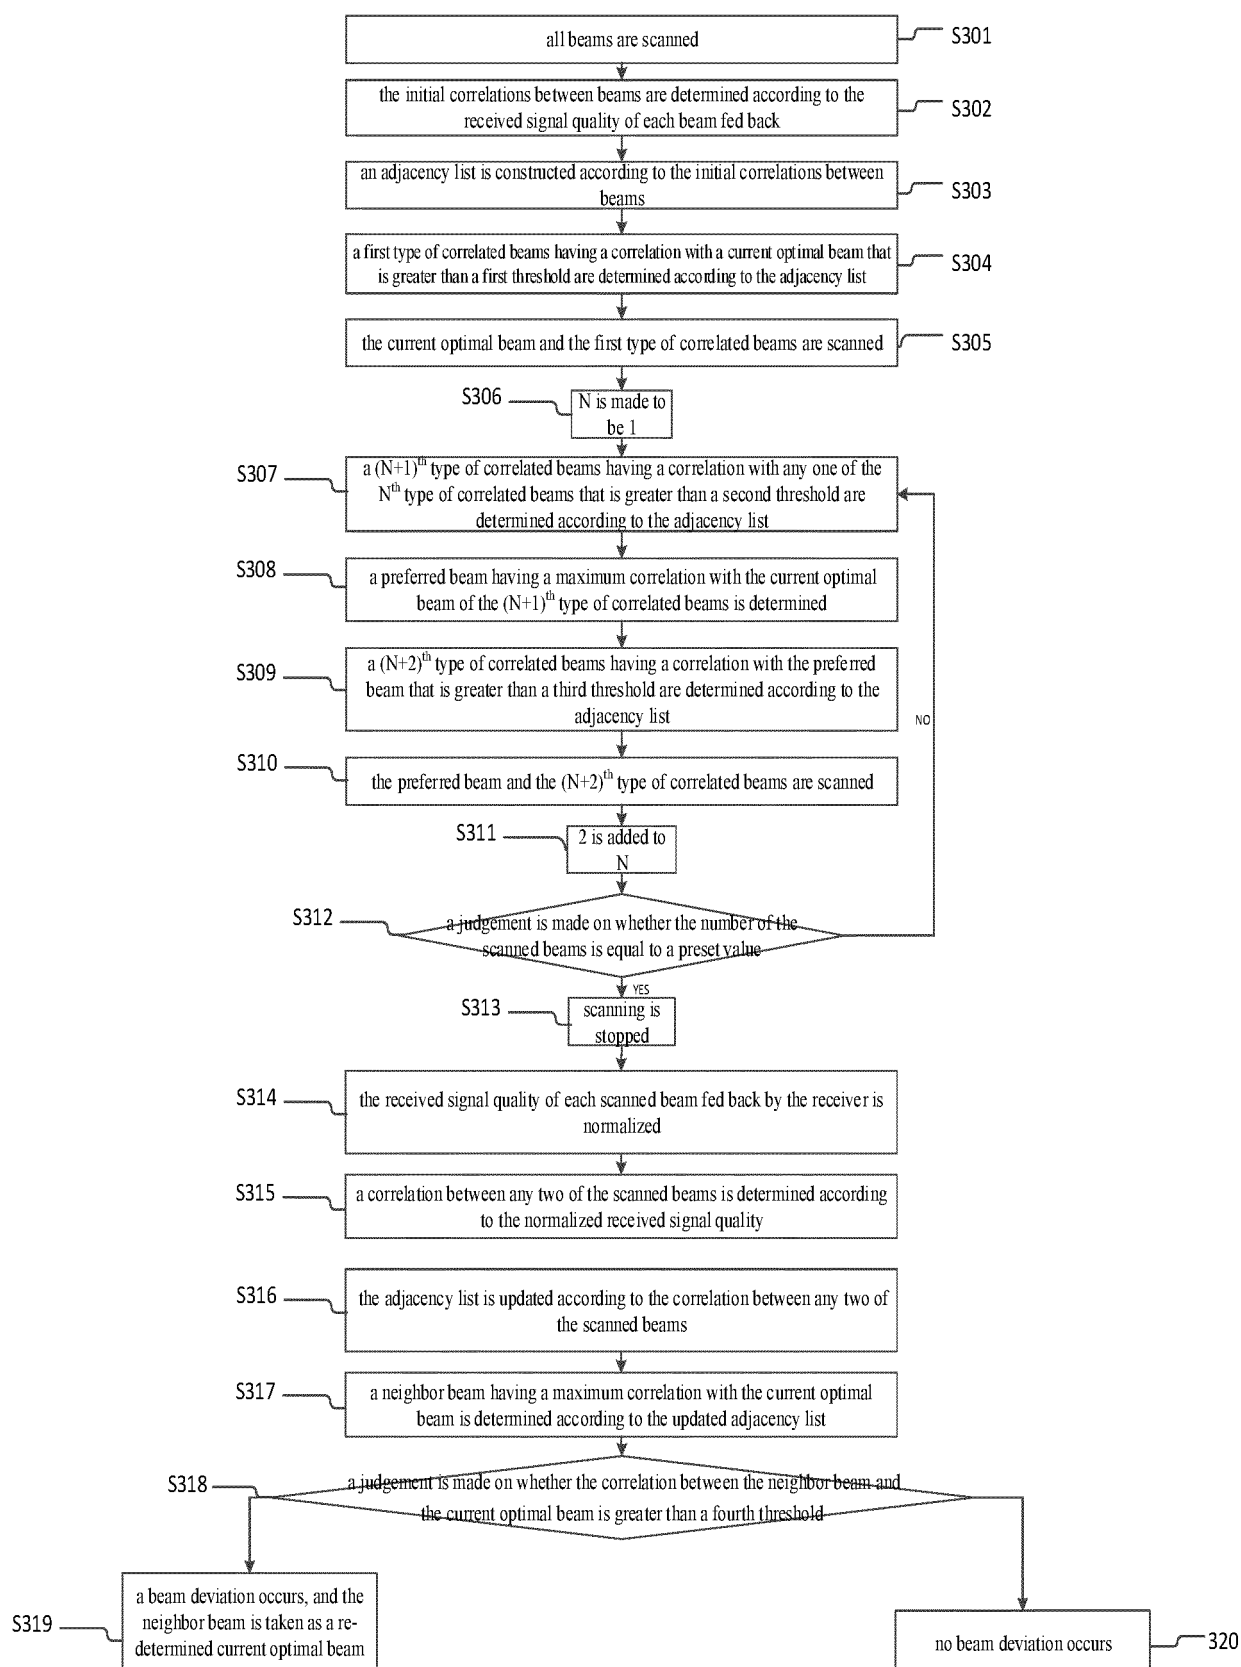 all beams are scanned
S301
the initial correlations between beams are determined according to the
received signal quality of each beam fed back
S302
an adjacency list is constructed according to the initial correlations between
beams
S303
a first type of correlated beams having a correlation with a current optimal beam that
is greater than a first threshold are determined according to the adjacency list
S304
the current optimal beam and the first type of correlated beams are scanned
S305
S306
N is made to
be 1
S307
a (N+1)th type of correlated beams having a correlation with any one of the
Nth type of correlated beams that is greater than a second threshold are
determined according to the adjacency list
S308
a preferred beam having a maximum correlation with the current optimal
beam of the (N+1)th type of correlated beams is determined
S309
a (N+2)th type of correlated beams having a correlation with the preferred
beam that is greater than a third threshold are determined according to the
adjacency list
NO
S310
the preferred beam and the (N+2)th type of correlated beams are scanned
S311
2 is added to
N
S312
a judgement is made on whether the number of the
scanned beams is equal to a preset value
YES
S313
scanning is
stopped
S314
the received signal quality of each scanned beam fed back by the receiver is
normalized
S315
a correlation between any two of the scanned beams is determined according
to the normalized received signal quality
S316
the adjacency list is updated according to the correlation between any two of
the scanned beams
S317
a neighbor beam having a maximum correlation with the current optimal
beam is determined according to the updated adjacency list
S318
a judgement is made on whether the correlation between the neighbor beam and
the current optimal beam is greater than a fourth threshold
S319
a beam deviation occurs, and the
neighbor beam is taken as a re-
determined current optimal beam
no beam deviation occurs
320